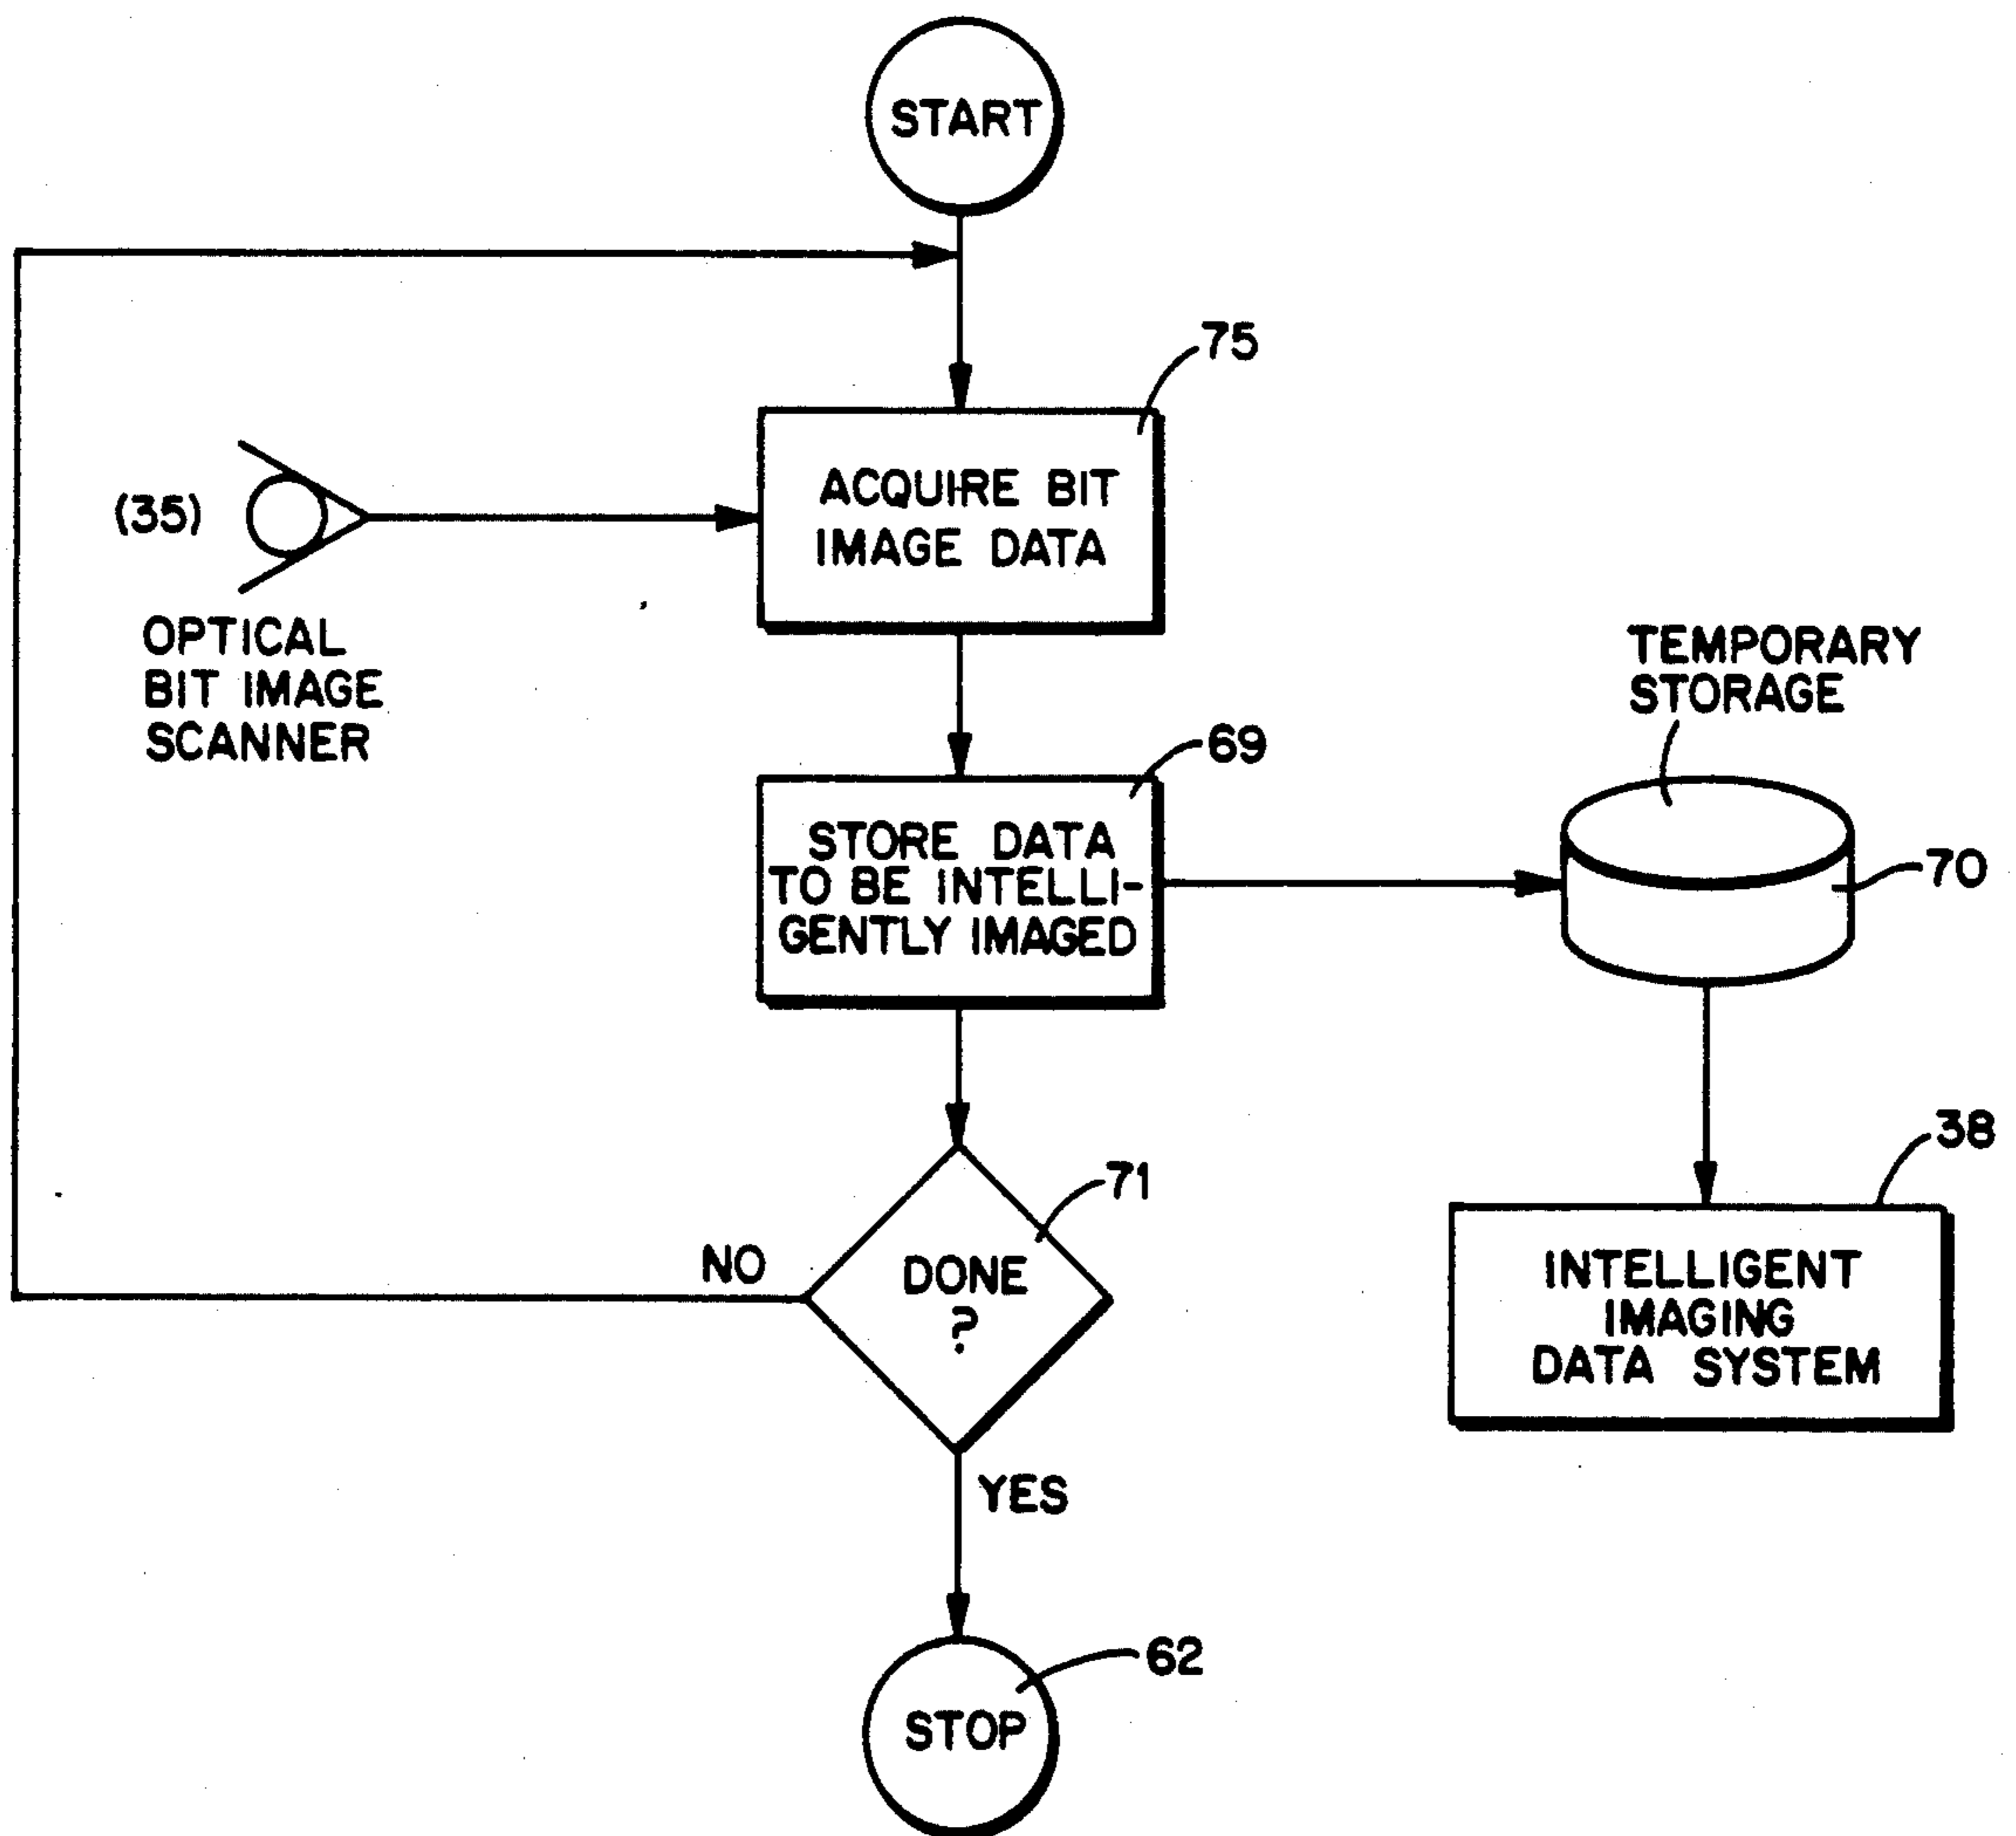 START
75
(35)
ACQUIRE BIT
IMAGE DATA
OPTICAL
BIT IMAGE
SCANNER
TEMPORARY
STORAGE
69
STORE DATA
TO BE INTELLI-
GENTLY IMAGED
70
38
71
NO
DONE
?
INTELLIGENT
IMAGING
DATA SYSTEM
YES
62
STOP